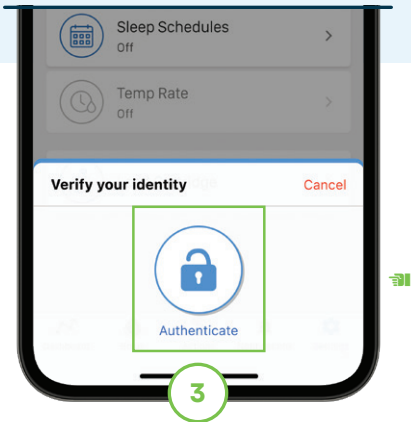 Sleep Schedules
Off
Temp Rate
Off
Verify your identity
Cancel
Authenticate
3